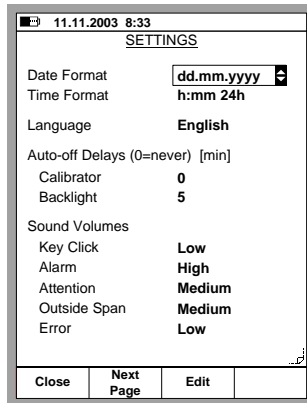 11.11.2003 8:33
SETTINGS
Date Format dd.mm.yyyy
Time Format h:mm 24h
Language English
Auto-off Delays (0=never) [min]
Calibrator 0
Backlight 5
Sound Volumes
Key Click Low
Alarm High
Attention Medium
Outside Span Medium
Error Low
Close Next Page Edit